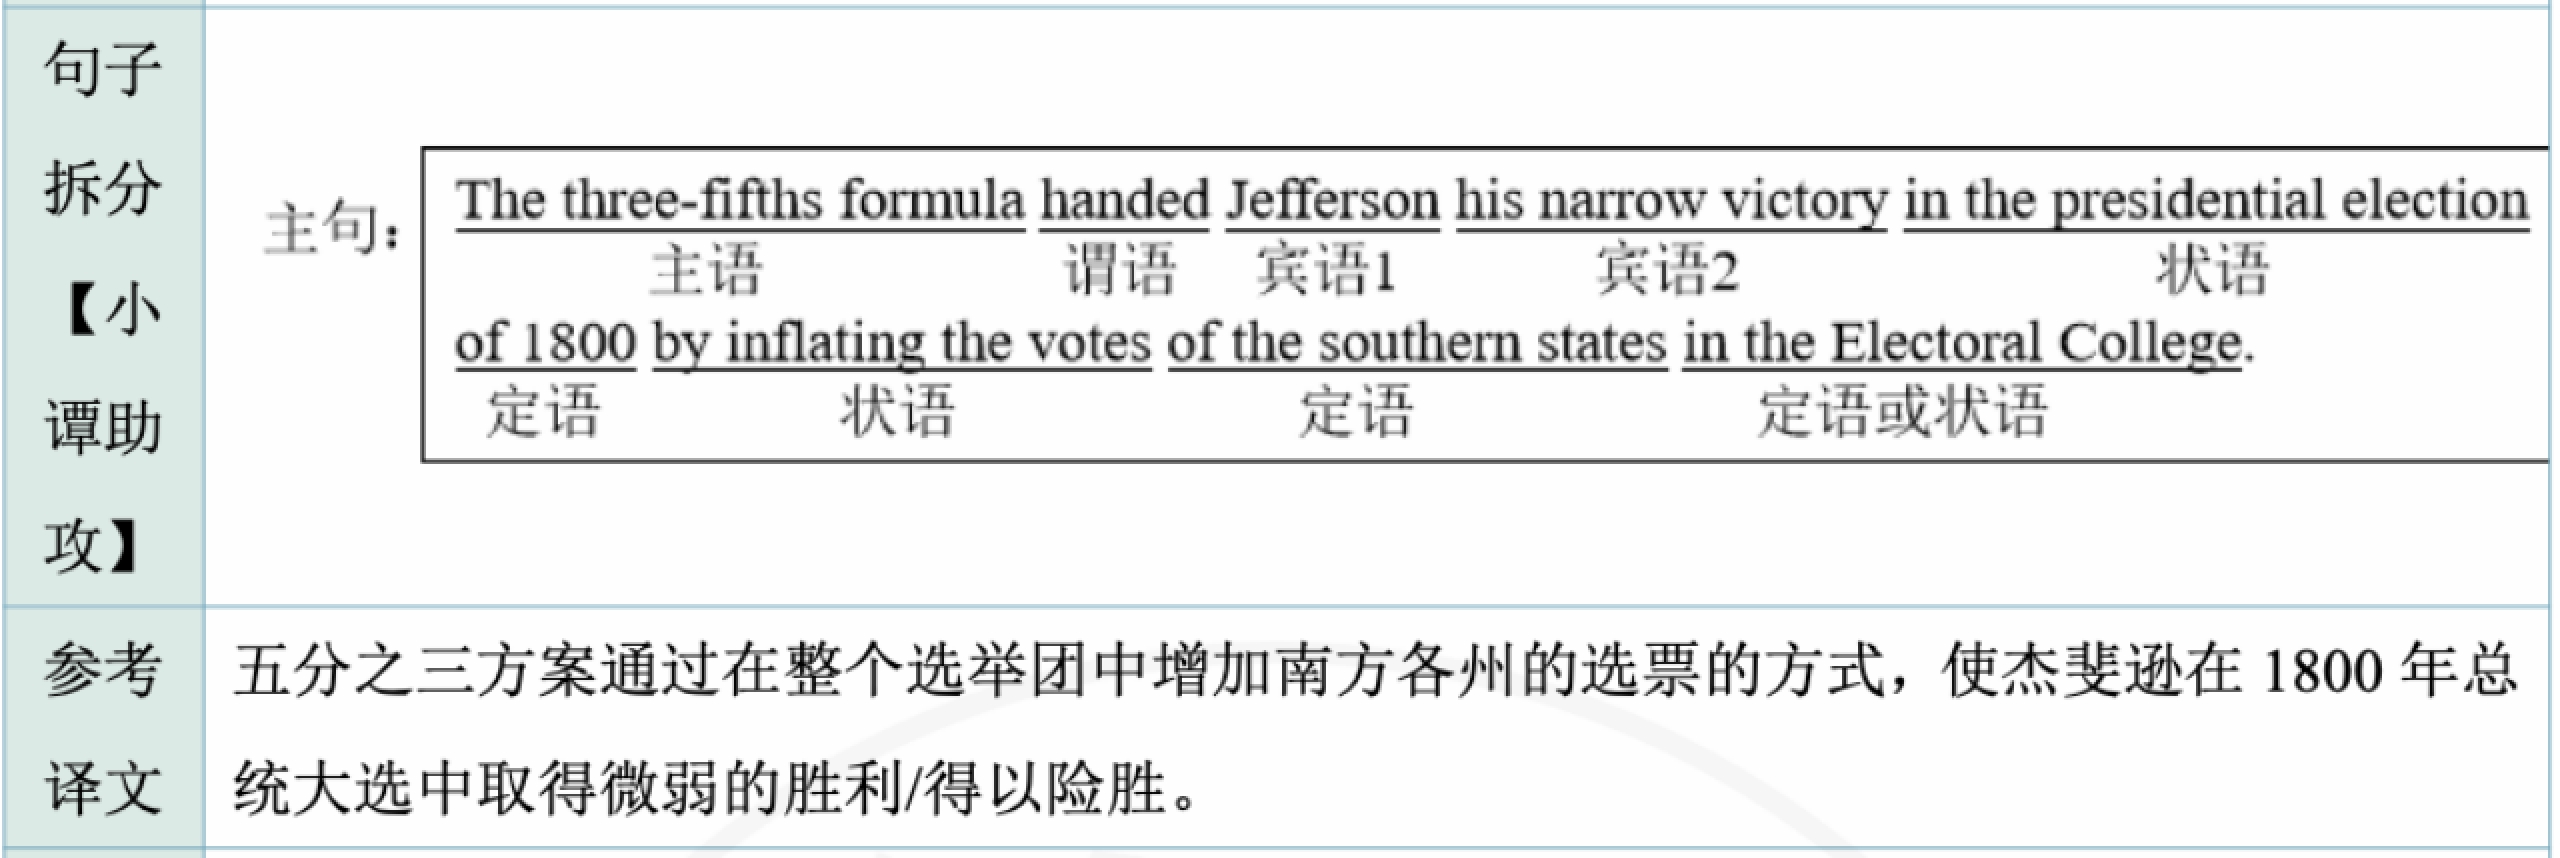 句子
拆分
【小
谭助
攻】
主句：
The three-fifths formula handed Jefferson his narrow victory in the presidential election
主语 谓语 宾语1 宾语2 状语
of 1800 by inflating the votes of the southern states in the Electoral College.
定语 状语 定语 定语或状语
参考
译文
五分之三方案通过在整个选举团中增加南方各州的选票的方式，使杰斐逊在 1800 年总
统大选中取得微弱的胜利/得以险胜。